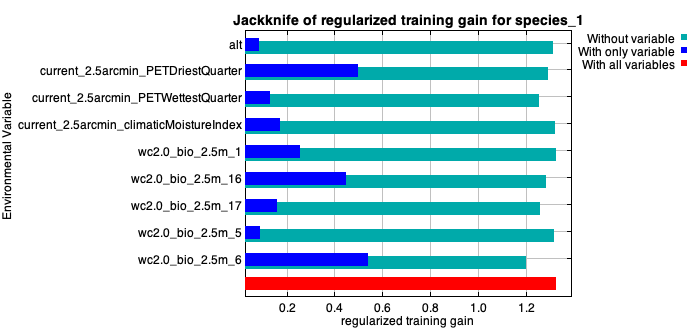 Jackknife of regularized training gain for species_1
Without variable
With only variable
With all variables
Environmental Variable
alt
current_2.5arcmin_PETDriestQuarter
current_2.5arcmin_PETWettestQuarter
current_2.5arcmin_climaticMoistureIndex
wc2.0_bio_2.5m_1
wc2.0_bio_2.5m_16
wc2.0_bio_2.5m_17
wc2.0_bio_2.5m_5
wc2.0_bio_2.5m_6
0.2 0.4 0.6 0.8 1.0 1.2
regularized training gain